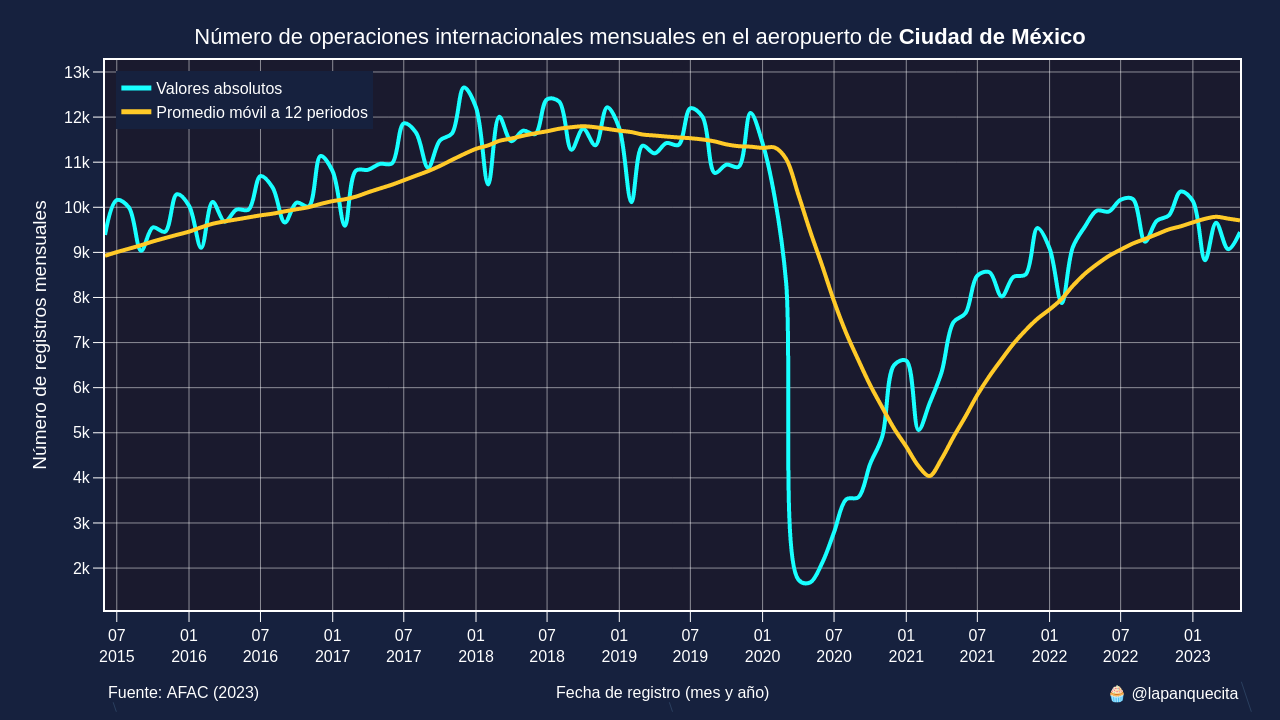 Número de operaciones internacionales mensuales en el aeropuerto de Ciudad de México
Valores absolutos
Promedio móvil a 12 periodos
Número de registros mensuales
13k
12k
11k
10k
9k
8k
7k
6k
5k
4k
3k
2k
07 01 07 01 07 01 07 01 07 01 07 01 07 01 07 01
2015 2016 2016 2017 2017 2018 2018 2019 2019 2020 2020 2021 2021 2022 2022 2023
Fuente: AFAC (2023)
Fecha de registro (mes y año)
🧁 @lapanquecita